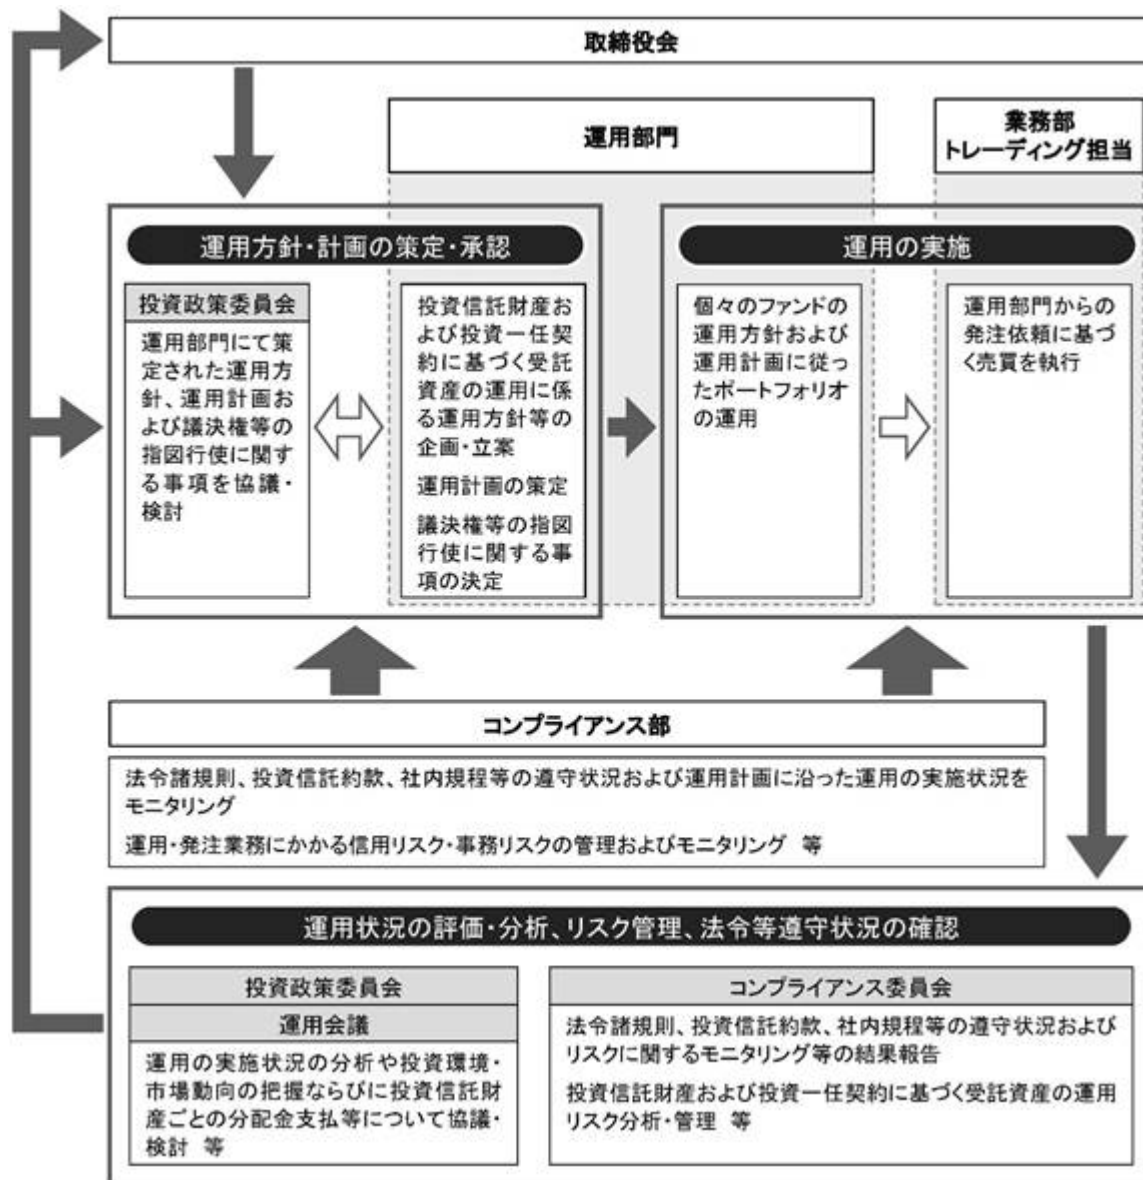 取締役会
運用部門
業務部
トレーディング担当
運用方針・計画の策定・承認
投資政策委員会
運用部門にて策
定された運用方
針、運用計画お
よび議決権等の
指図行使に関す
る事項を協議・
検討
投資信託財産お
よび投資一任契
約に基づく受託
資産の運用に係
る運用方針等の
企画・立案
運用計画の策定
議決権等の指図
行使に関する事
項の決定
運用の実施
個々のファンドの
運用方針および
運用計画に従っ
たポートフォリオ
の運用
運用部門からの
発注依頼に基づ
く売買を執行
コンプライアンス部
法令諸規則、投資信託約款、社内規程等の遵守状況および運用計画に沿った運用の実施状況を
モニタリング
運用・発注業務にかかる信用リスク・事務リスクの管理およびモニタリング 等
運用状況の評価・分析、リスク管理、法令等遵守状況の確認
投資政策委員会
運用会議
運用の実施状況の分析や投資環境・
市場動向の把握ならびに投資信託財
産ごとの分配金支払等について協議・
検討 等
コンプライアンス委員会
法令諸規則、投資信託約款、社内規程等の遵守状況および
リスクに関するモニタリング等の結果報告
投資信託財産および投資一任契約に基づく受託資産の運用
リスク分析・管理 等